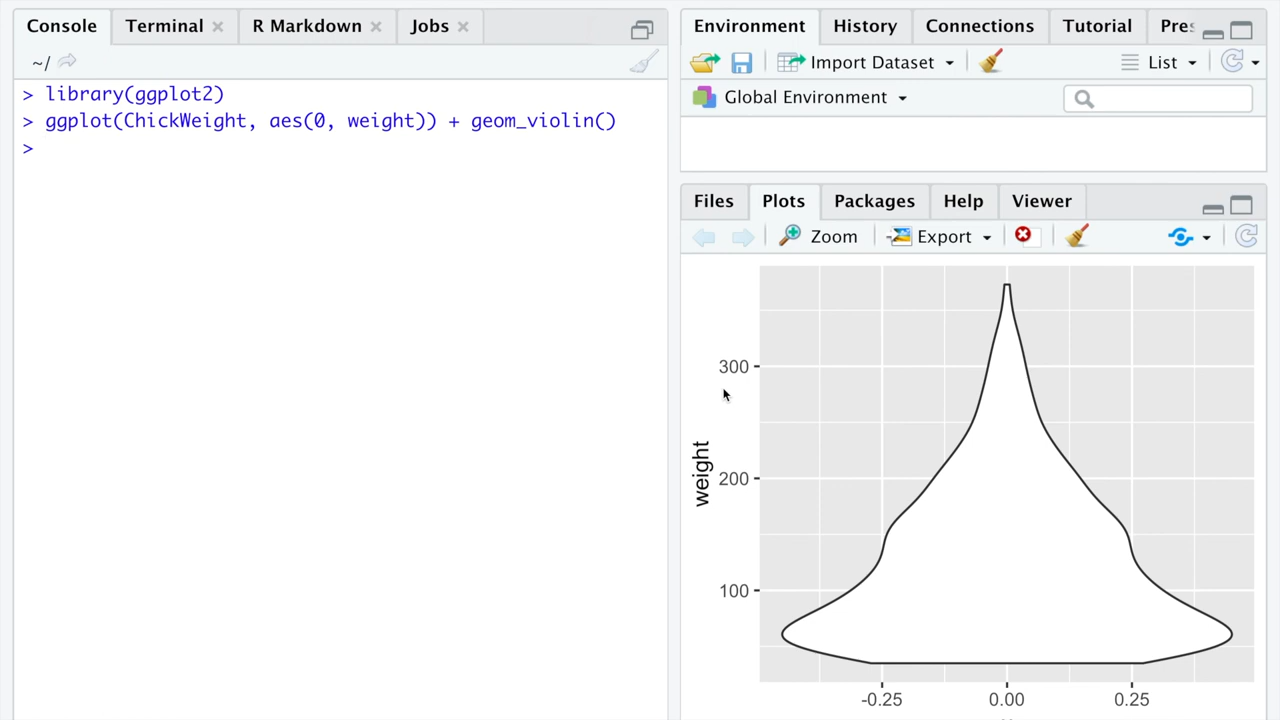 Console Terminal R Markdown Jobs
~/
> library(ggplot2)
> ggplot(ChickWeight, aes(0, weight)) + geom_violin()
>
Environment History Connections Tutorial Pres
Import Dataset List
Global Environment
Files Plots Packages Help Viewer
Zoom Export
300
200
100
weight
-0.25 0.00 0.25